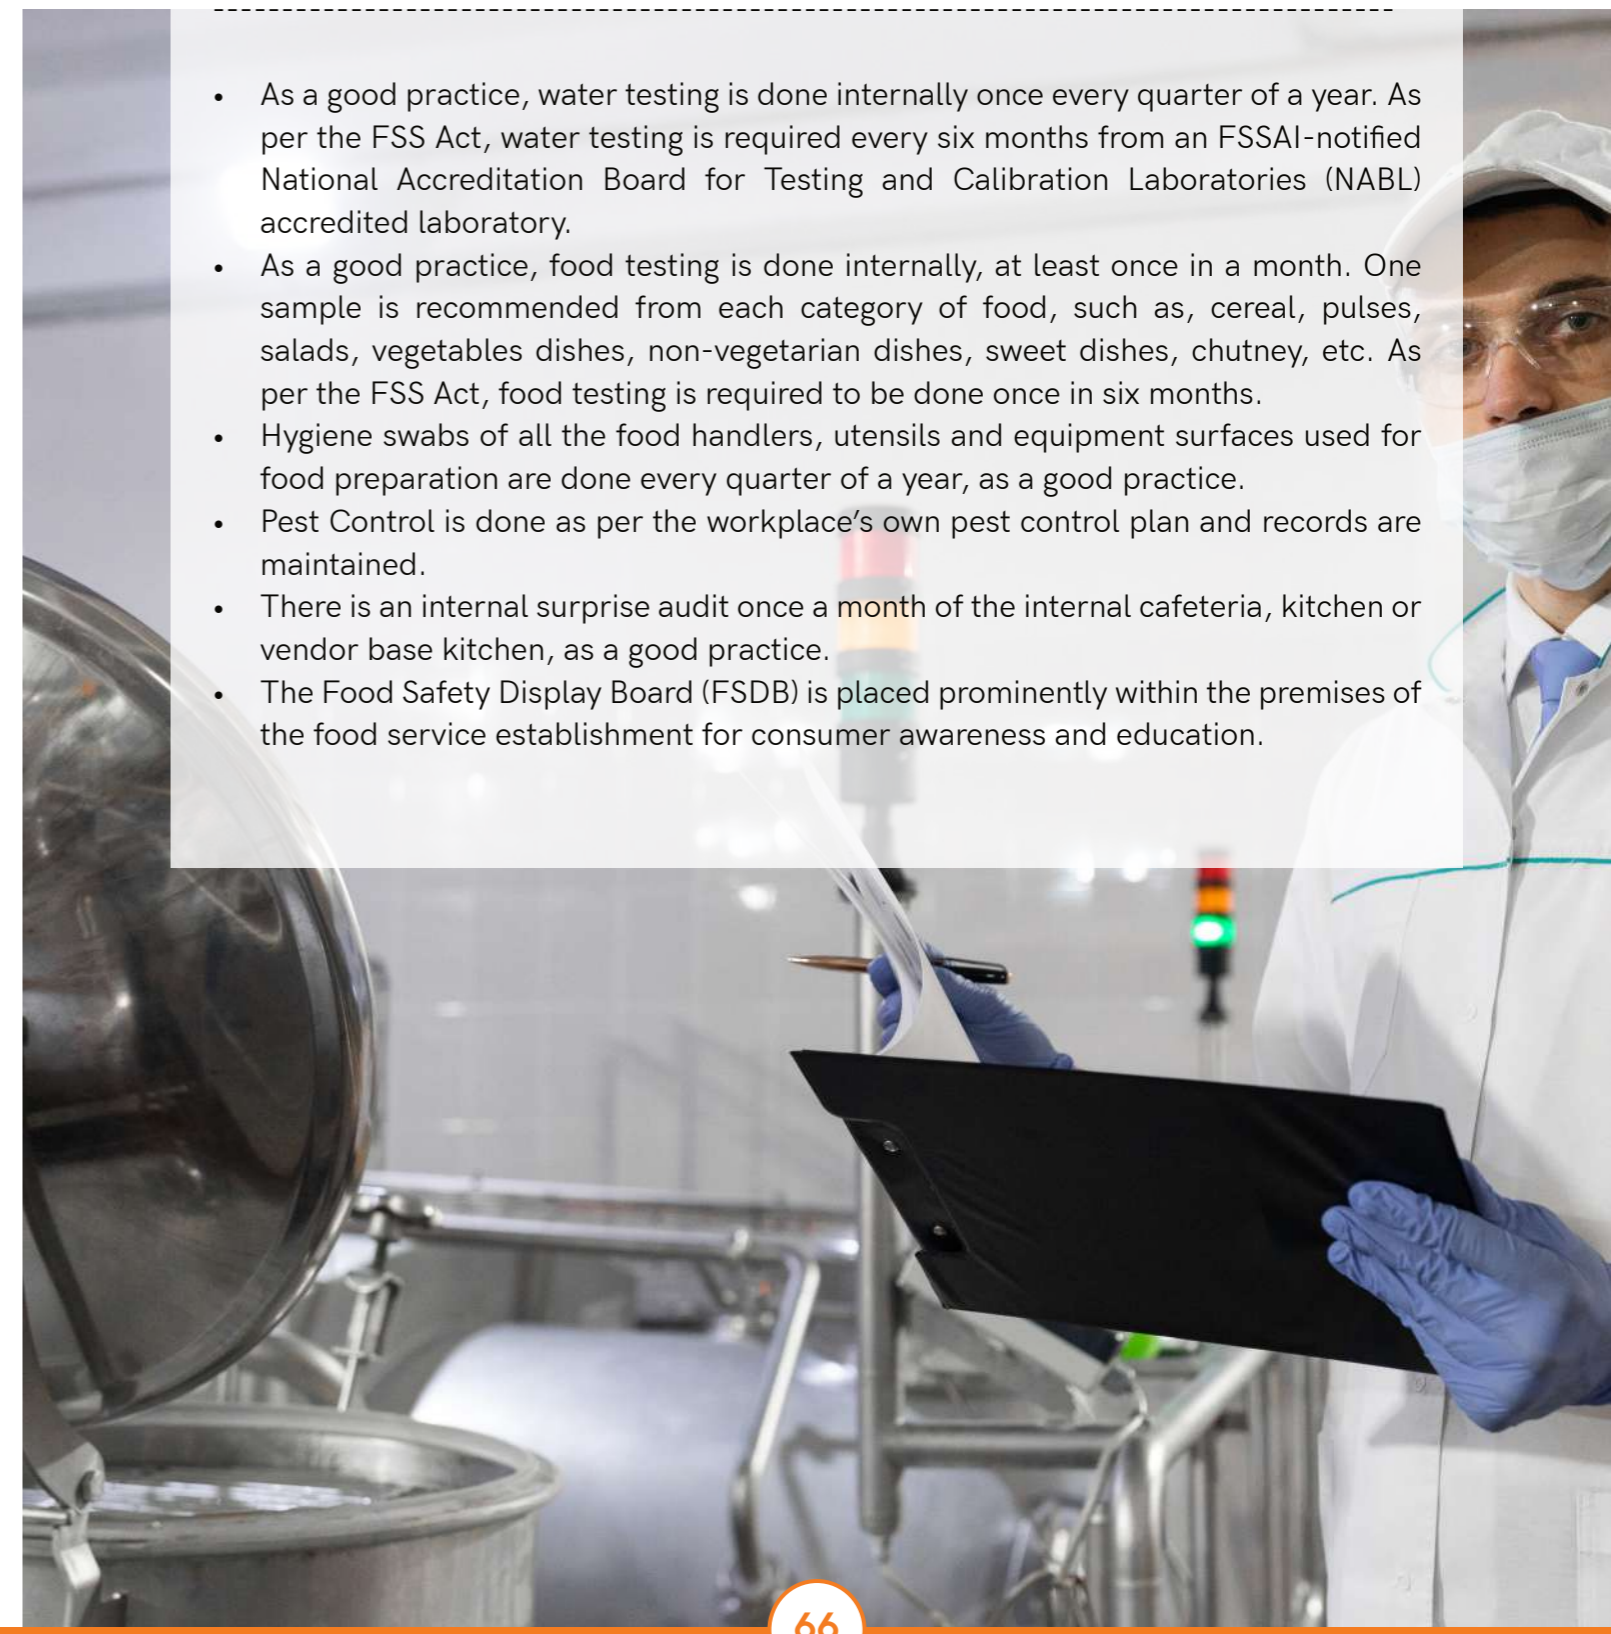 • As a good practice, water testing is done internally once every quarter of a year. As
per the FSS Act, water testing is required every six months from an FSSAI-notified
National Accreditation Board for Testing and Calibration Laboratories (NABL)
accredited laboratory.
• As a good practice, food testing is done internally, at least once in a month. One
sample is recommended from each category of food, such as, cereal, pulses,
salads, vegetables dishes, non-vegetarian dishes, sweet dishes, chutney, etc. As
per the FSS Act, food testing is required to be done once in six months.
• Hygiene swabs of all the food handlers, utensils and equipment surfaces used for
food preparation are done every quarter of a year, as a good practice.
• Pest Control is done as per the workplace’s own pest control plan and records are
maintained.
• There is an internal surprise audit once a month of the internal cafeteria, kitchen or
vendor base kitchen, as a good practice.
• The Food Safety Display Board (FSDB) is placed prominently within the premises of
the food service establishment for consumer awareness and education.
66